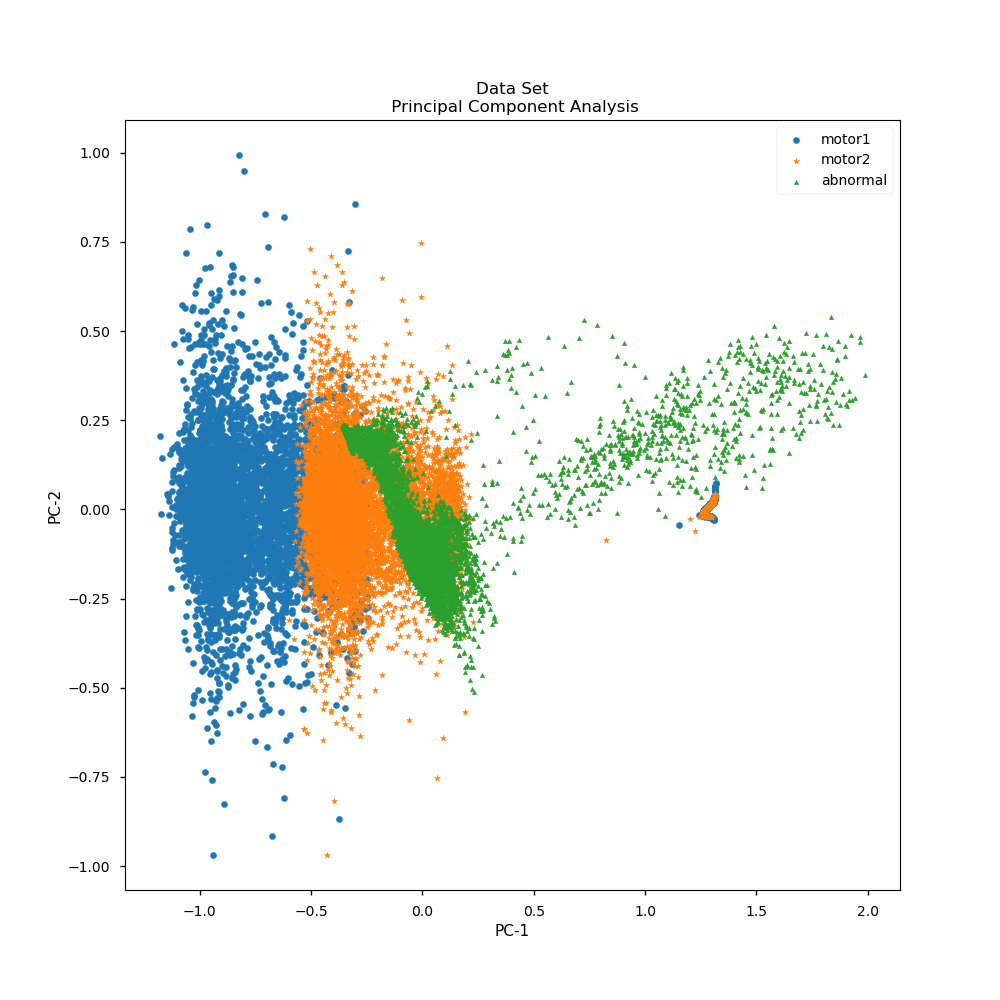 Data Set
Principal Component Analysis
motor1
motor2
abnormal
1.00
0.75
0.50
0.25
0.00
−0.25
−0.50
−0.75
−1.00
PC-2
−1.0 −0.5 0.0 0.5 1.0 1.5 2.0
PC-1